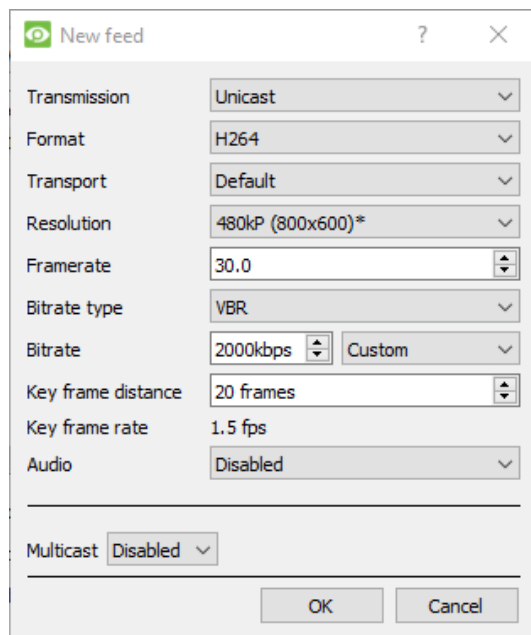 New feed ?
Transmission Unicast
Format H264
Transport Default
Resolution 480kP (800x600)*
Framerate 30.0
Bitrate type VBR
Bitrate 2000kbps Custom
Key frame distance 20 frames
Key frame rate 1.5 fps
Audio Disabled
Multicast Disabled
OK Cancel